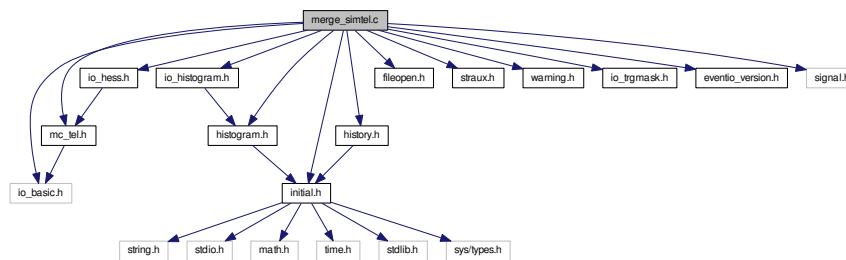 merge_simtel.c
io_hess.h
io_histogram.h
fileopen.h
straux.h
warning.h
io_trgmask.h
eventio_version.h
signal.h
mc_tel.h
histogram.h
history.h
io_basic.h
initial.h
string.h
stdio.h
math.h
time.h
stdlib.h
sys/types.h